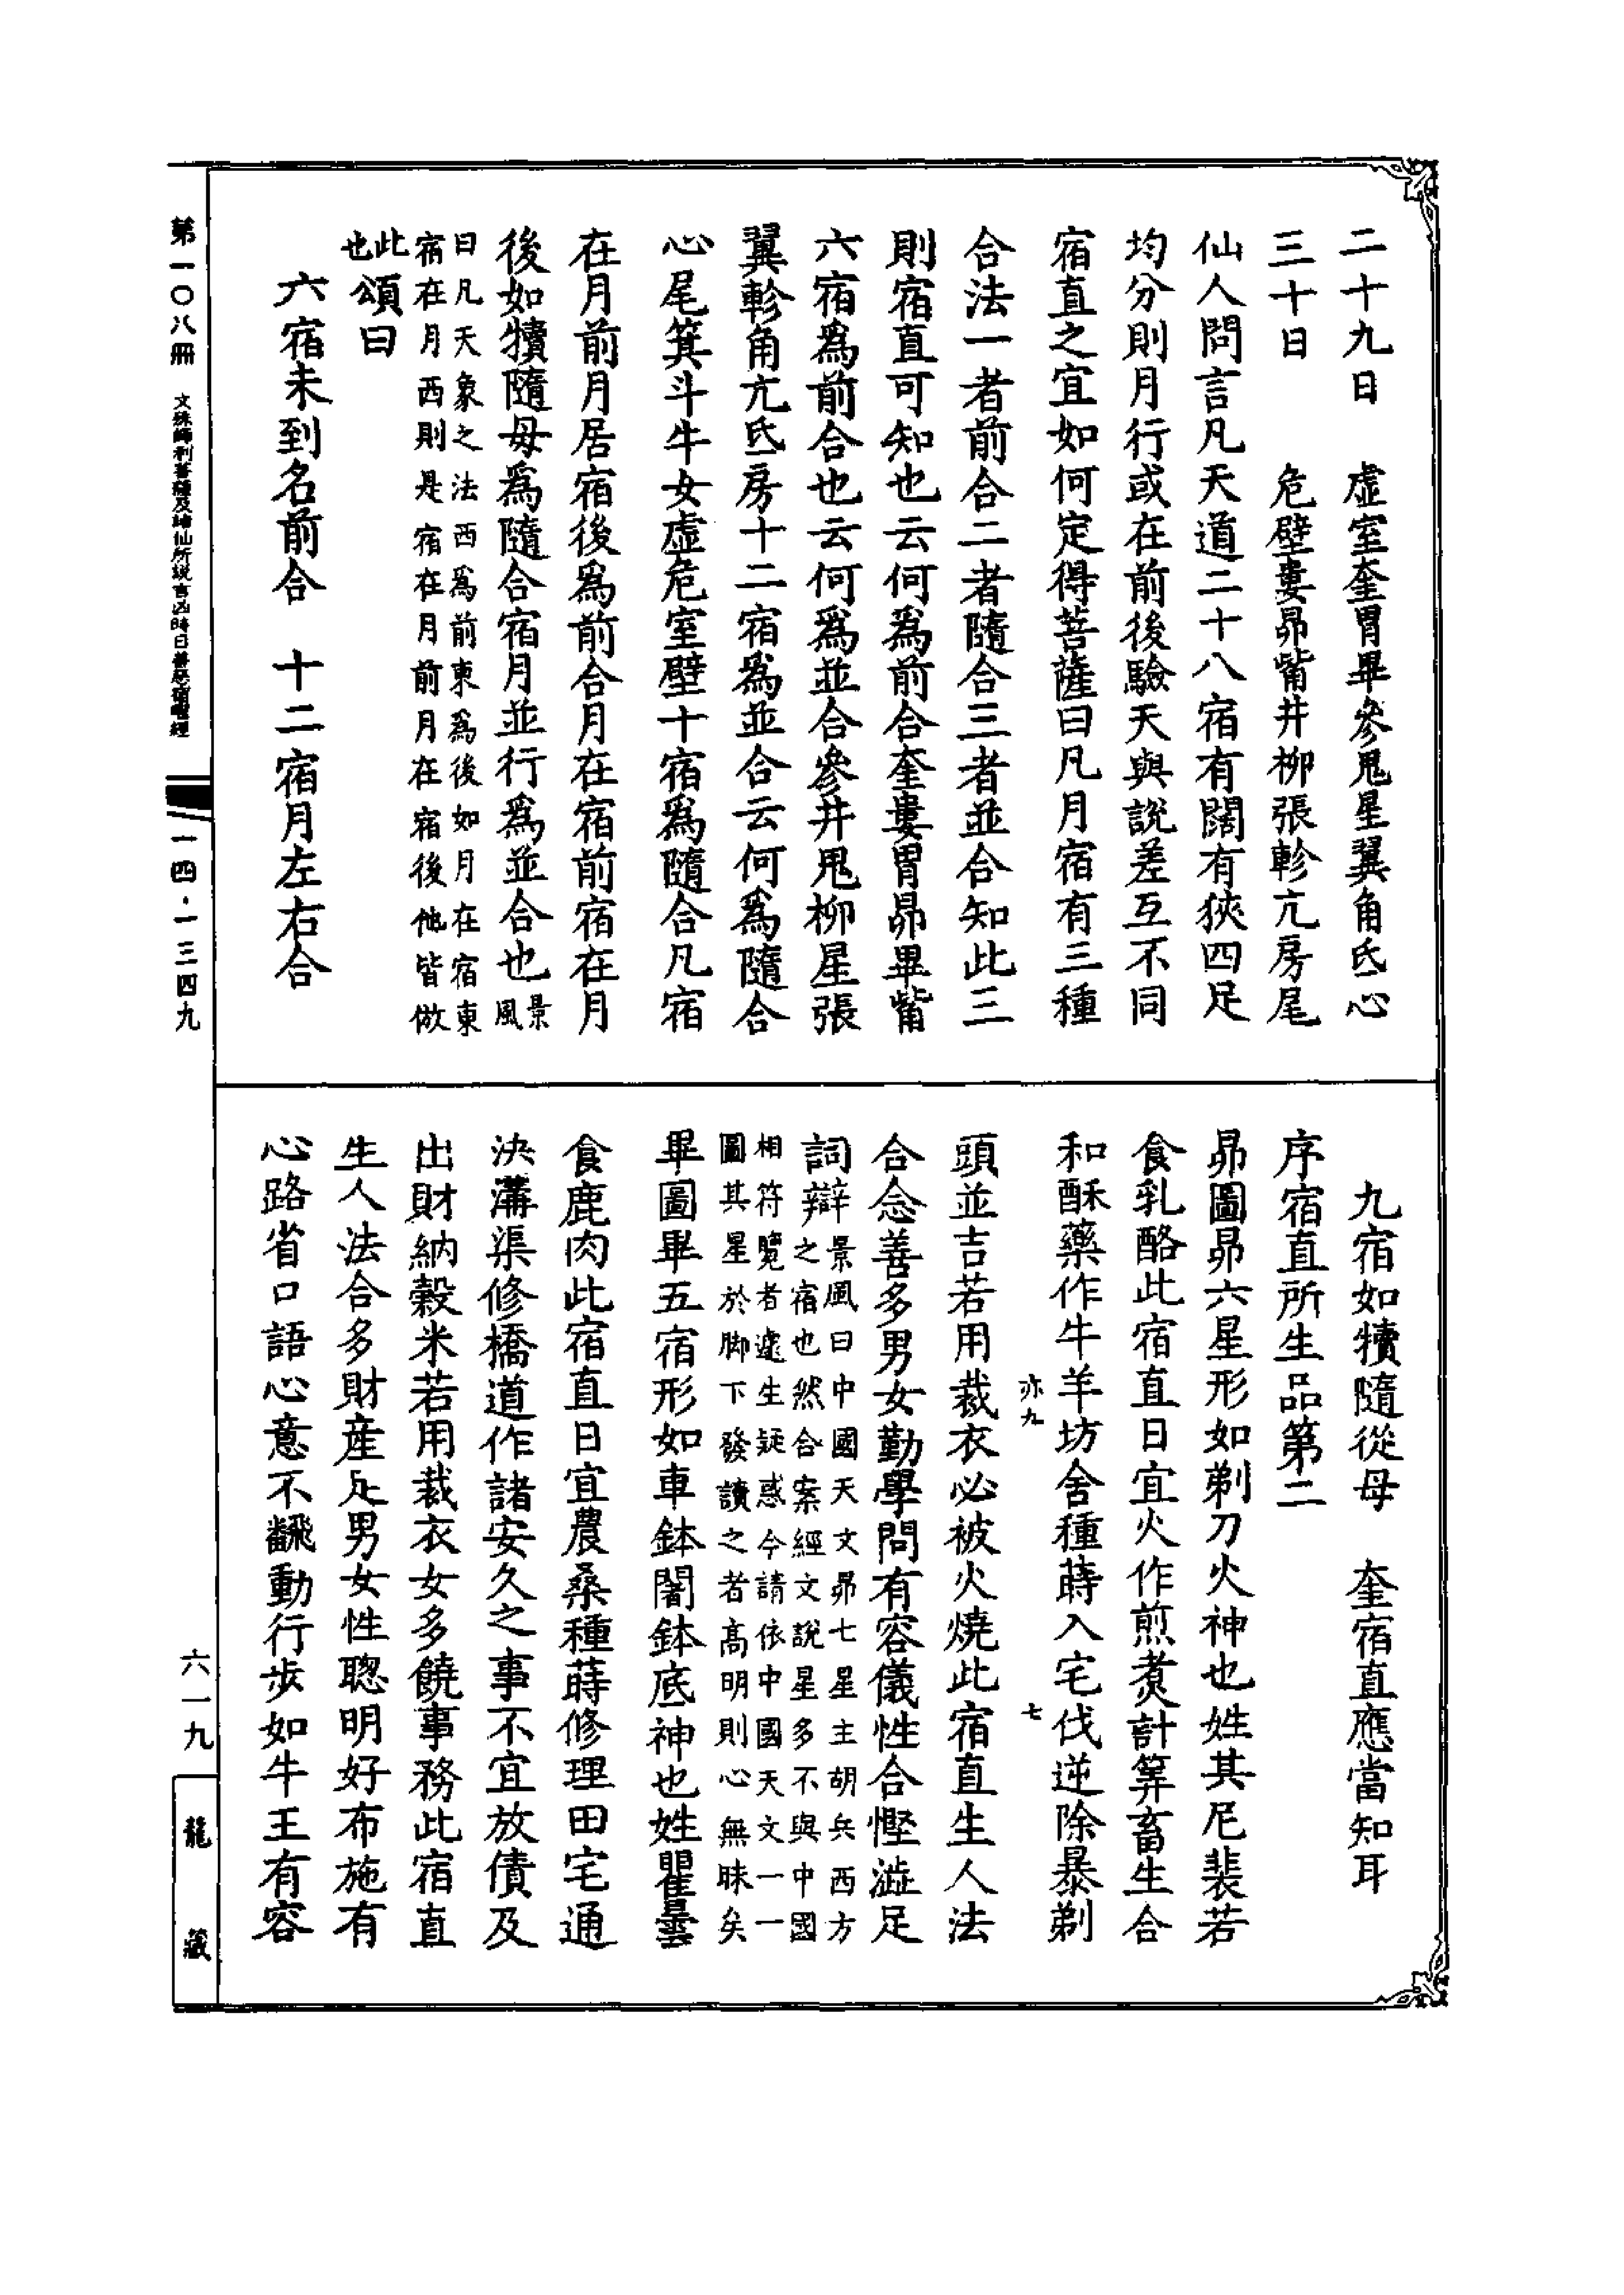 二十九日　虛室奎胃畢參鬼星翼角氐心
三十日　危壁婁昴觜井柳張軫亢房尾
仙人問言凡天道二十八宿有闊有狹四足
均分則月行或在前後驗天與說差互不同
宿直之宜如何定得菩薩曰凡月宿有三種
合法一者前合二者隨合三者並合知此三
則宿直可知也云何為前合奎婁胃昴畢觜
六宿為前合也云何為並合參井鬼柳星張
翼軫角亢氐房十二宿為並合云何為隨合
心尾箕斗牛女虛危室壁十宿為隨合凡宿
在月前月居宿後為前合月在宿前宿在月
後如犢隨母為隨合宿月並行為並合也景風
曰凡天象之法西為前東為後如月在宿東
宿在月西則是宿在月前月在宿後他皆倣
此也頌曰
六宿未到名前合　十二宿月左右合
九宿如犢隨從母　奎宿直應當知耳
序宿直所生品第二
昴圖昴六星形如剃刀火神也姓其尼裴若
食乳酪此宿直日宜火作煎煮計筭畜生合
和酥藥作牛羊坊舍種蒔入宅伐逆除暴剃
亦九　七
頭並吉若用裁衣必被火燒此宿直生人法
合念善多男女勤學問有容儀性合慳澁足
詞辯景風曰中國天文昴七星主胡兵西方之宿也然合案經文說星多不與中國
相符覽者遽生疑惑今請依中國天文一一
圖其星於脚下發讀之者高明則心無昧矣
畢圖畢五宿形如車鉢闍鉢底神也姓瞿曇
食鹿肉此宿直日宜農桑種蒔修理田宅通
決溝渠修橋道作諸安久之事不宜放債及
出財納穀米若用裁衣女多饒事務此宿直
生人法合多財産足男女性聰明好布施有
心路省口語心意不飜動行步如牛王有容
第一〇八冊　文殊師利菩薩及諸仙所說吉凶時日善惡宿曜經
一四·一三四九
六一九
龍藏